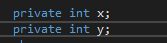 private int x;
private int y;